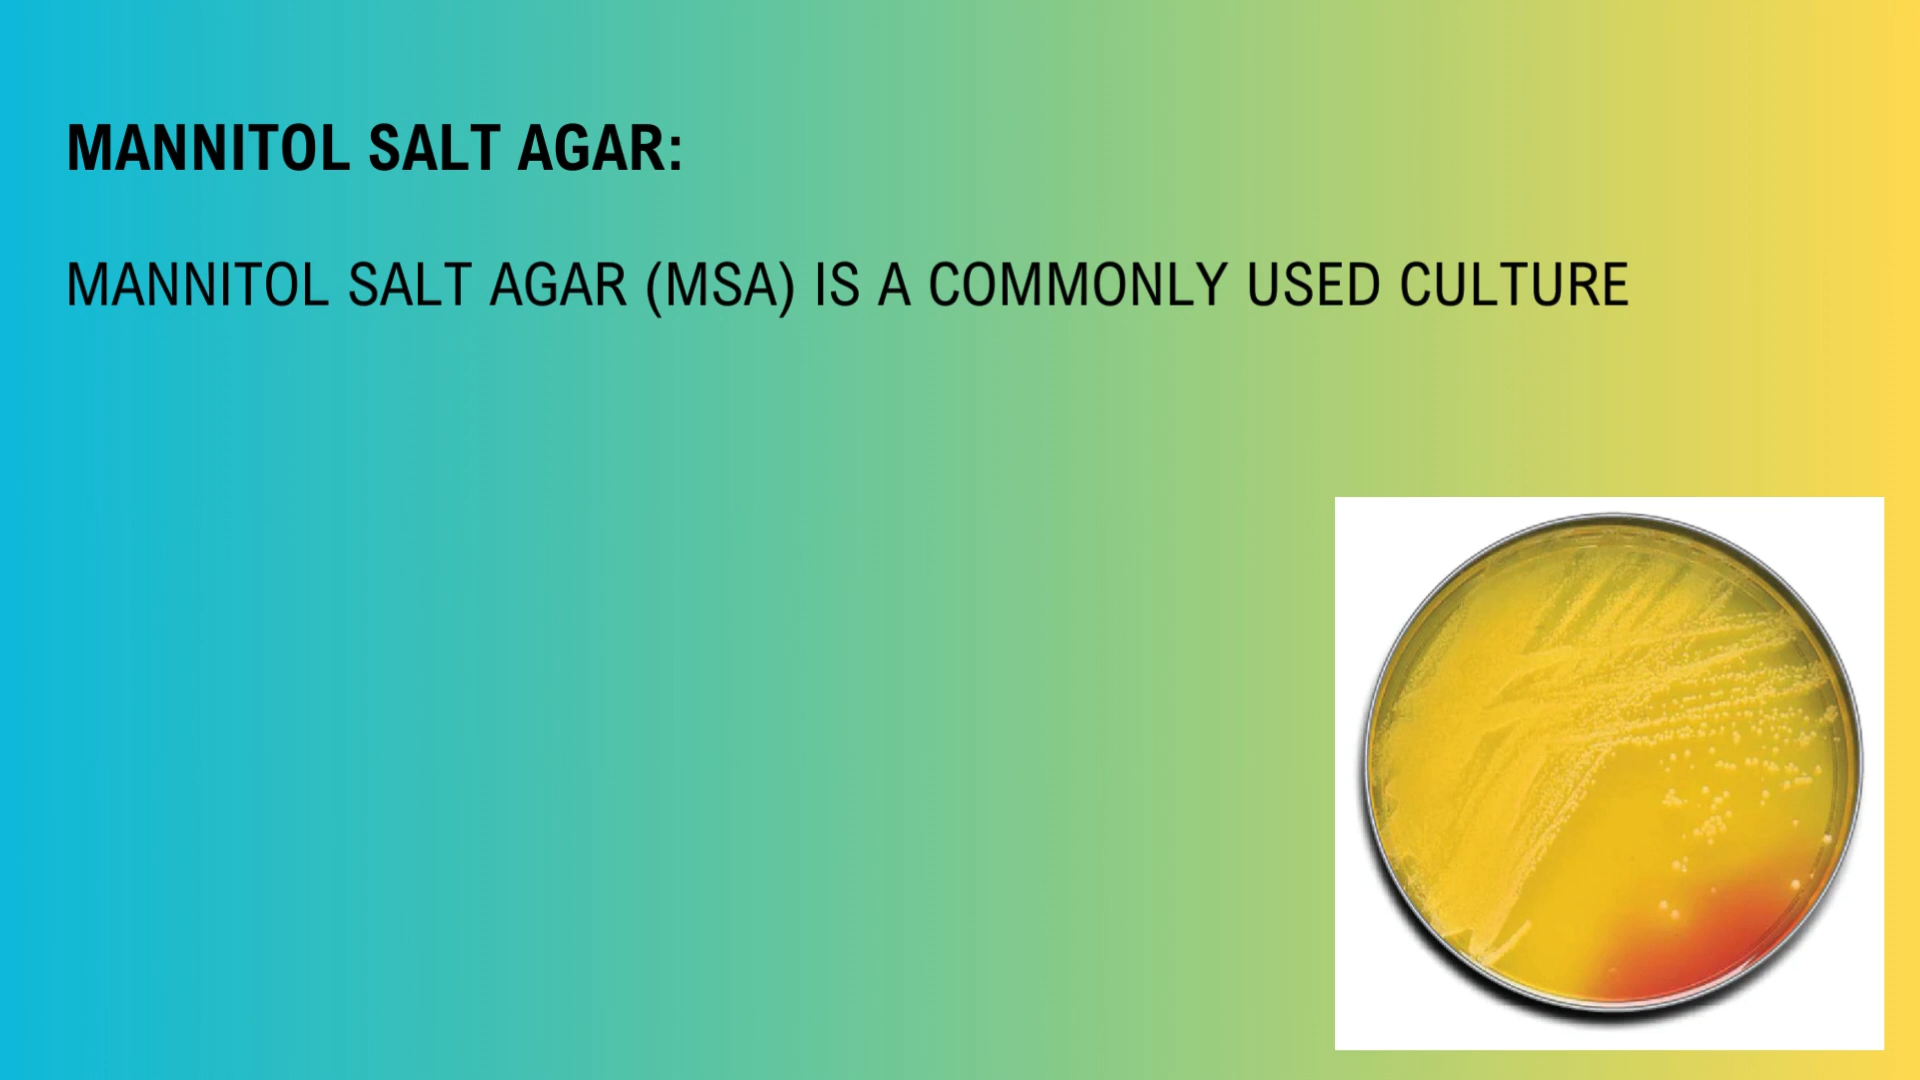 MANNITOL SALT AGAR:
MANNITOL SALT AGAR (MSA) IS A COMMONLY USED CULTURE